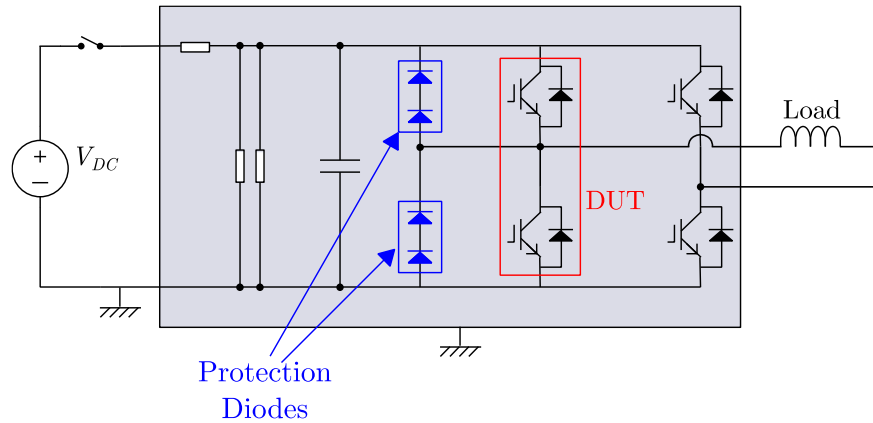 Load
V_DC
DUT
Protection
Diodes